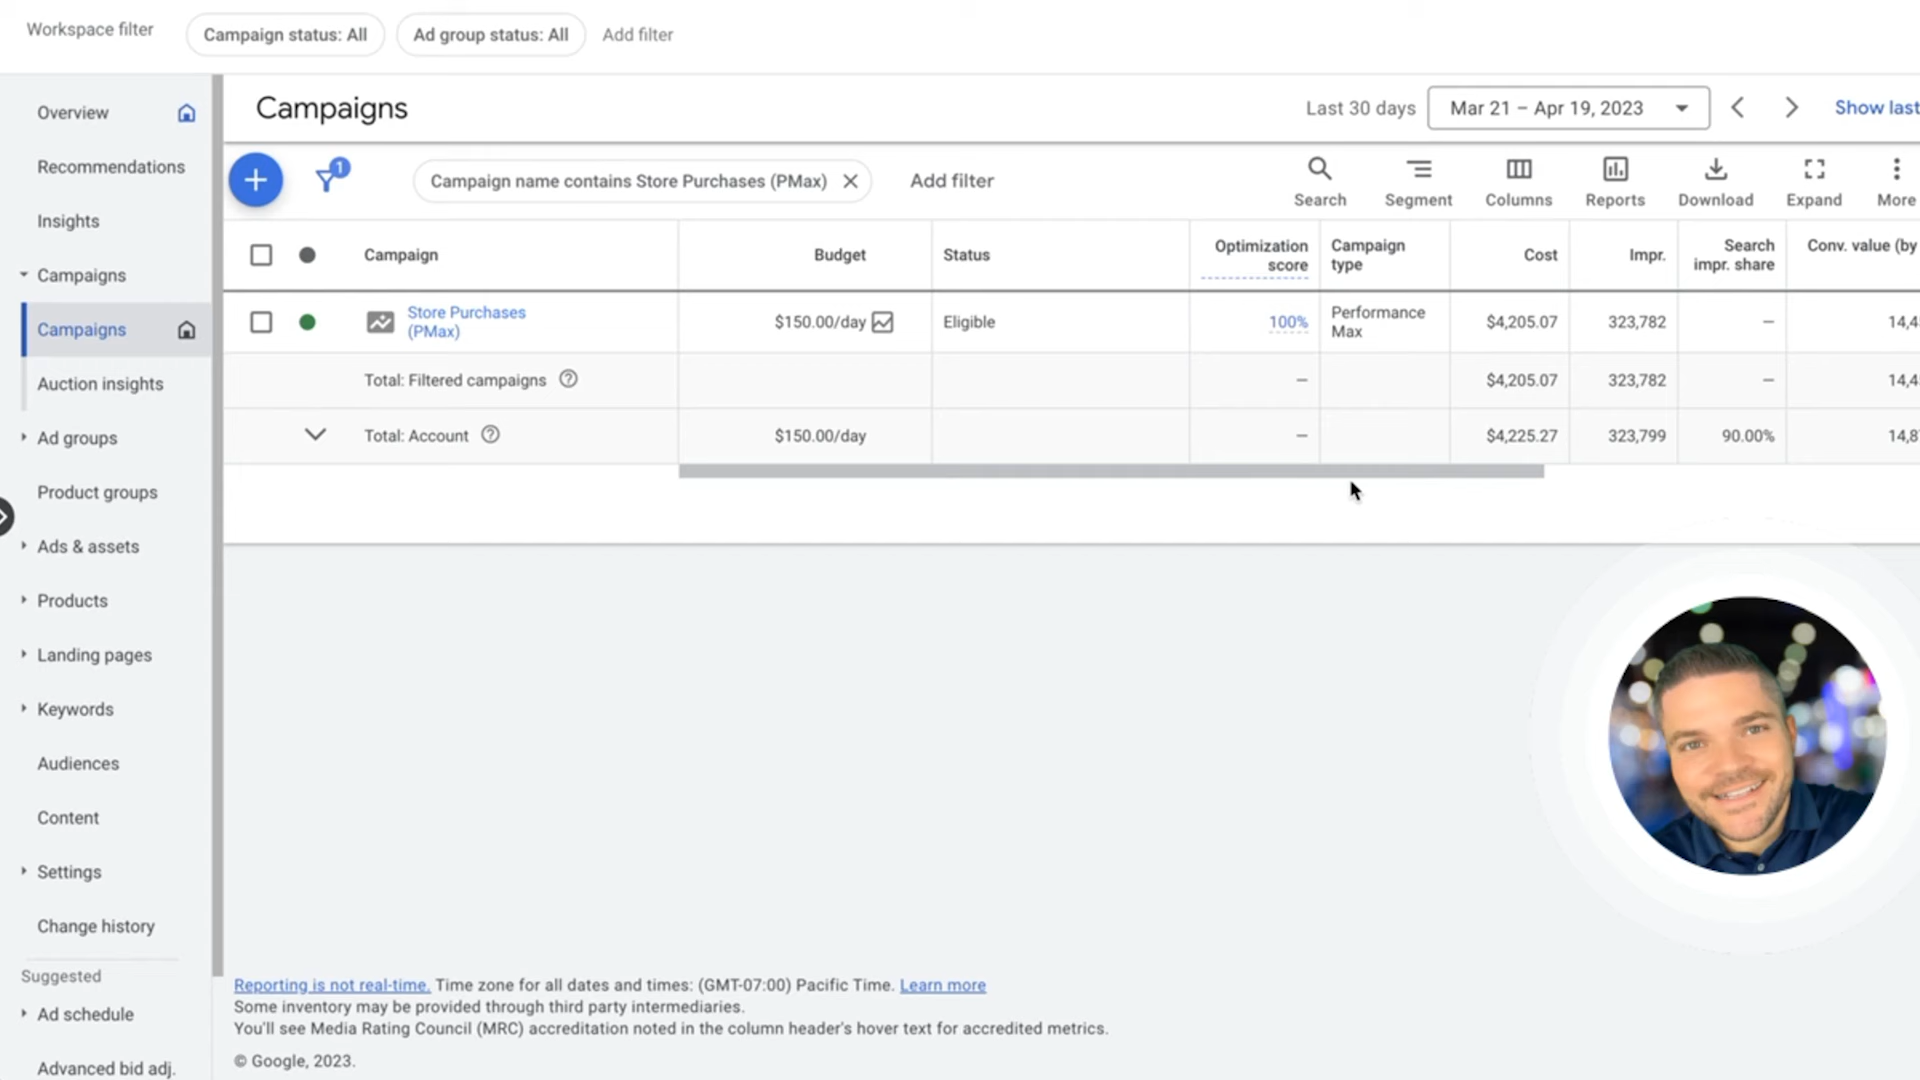 Workspace filter
Campaign status: All
Ad group status: All
Add filter
Overview
Recommendations
Insights
Campaigns
Campaigns
Auction insights
Ad groups
Product groups
Ads & assets
Products
Landing pages
Keywords
Audiences
Content
Settings
Change history
Suggested
Ad schedule
Advanced bid adj.
Campaigns
Last 30 days
Mar 21 – Apr 19, 2023
Show last
1
Campaign name contains Store Purchases (PMax)
Add filter
Search
Segment
Columns
Reports
Download
Expand
More
Campaign
Budget
Status
Optimization
score
Campaign
type
Cost
Impr.
Search
impr. share
Conv. value (by
Store Purchases
(PMax)
$150.00/day
Eligible
100%
Performance
Max
$4,205.07
323,782
—
14,4
Total: Filtered campaigns
—
$4,205.07
323,782
—
14,4
Total: Account
$150.00/day
—
$4,225.27
323,799
90.00%
14,8
Reporting is not real-time. Time zone for all dates and times: (GMT-07:00) Pacific Time. Learn more
Some inventory may be provided through third party intermediaries.
You'll see Media Rating Council (MRC) accreditation noted in the column header's hover text for accredited metrics.
© Google, 2023.